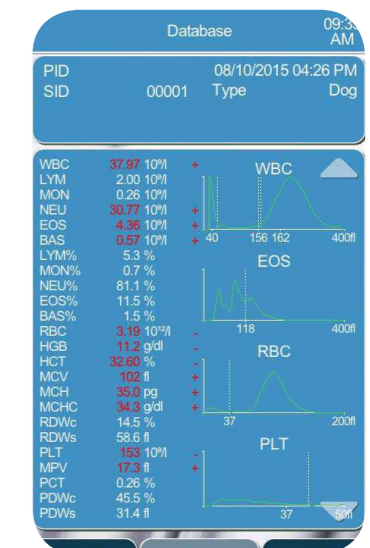 Database
09:33 AM
PID 08/10/2015 04:26 PM
SID 00001 Type Dog
WBC 37.97 10⁹/l +
LYM 2.00 10⁹/l
MON 0.26 10⁹/l
NEU 30.77 10⁹/l +
EOS 4.36 10⁹/l +
BAS 0.57 10⁹/l +
LYM% 5.3 %
MON% 0.7 %
NEU% 81.1 %
EOS% 11.5 %
BAS% 1.5 %
RBC 3.19 10¹²/l -
HGB 11.2 g/dl -
HCT 32.60 % -
MCV 102 fl +
MCH 35.0 pg +
MCHC 34.3 g/dl +
RDWc 14.5 %
RDWs 58.6 fl
PLT 153 10⁹/l -
MPV 17.3 fl +
PCT 0.26 %
PDWc 45.5 %
PDWs 31.4 fl
WBC
40 156 162 400fl
EOS
118 400fl
RBC
37 200fl
PLT
37 50fl